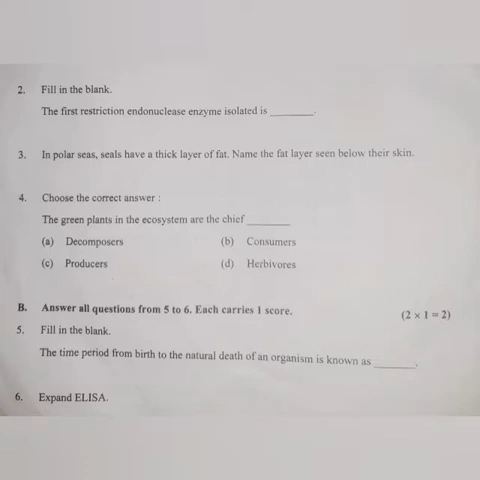 2. Fill in the blank.
The first restriction endonuclease enzyme isolated is ________.
3. In polar seas, seals have a thick layer of fat. Name the fat layer seen below their skin.
4. Choose the correct answer :
The green plants in the ecosystem are the chief ________
(a) Decomposers (b) Consumers
(c) Producers (d) Herbivores
B. Answer all questions from 5 to 6. Each carries 1 score. (2 × 1 = 2)
5. Fill in the blank.
The time period from birth to the natural death of an organism is known as ________.
6. Expand ELISA.